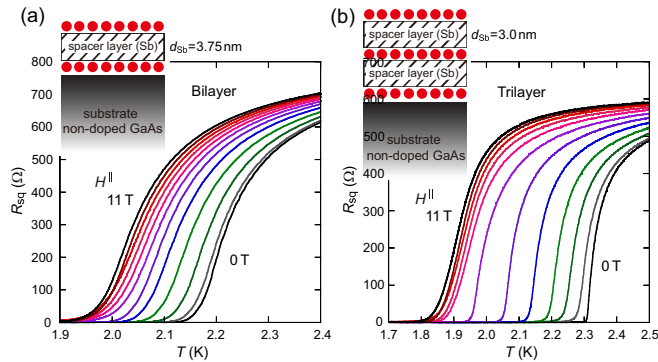 (a)
spacer layer (Sb)
d_Sb=3.75 nm
substrate
non-doped GaAs
Bilayer
H^||
11 T
0 T
R_sq (Ω)
800
700
600
500
400
300
200
100
0
1.9
2.0
2.1
2.2
2.3
2.4
T (K)
(b)
spacer layer (Sb)
d_Sb=3.0 nm
spacer layer (Sb)
substrate
non-doped GaAs
Trilayer
H^||
11 T
0 T
R_sq (Ω)
800
700
600
500
400
300
200
100
0
1.7
1.8
1.9
2.0
2.1
2.2
2.3
2.4
2.5
T (K)